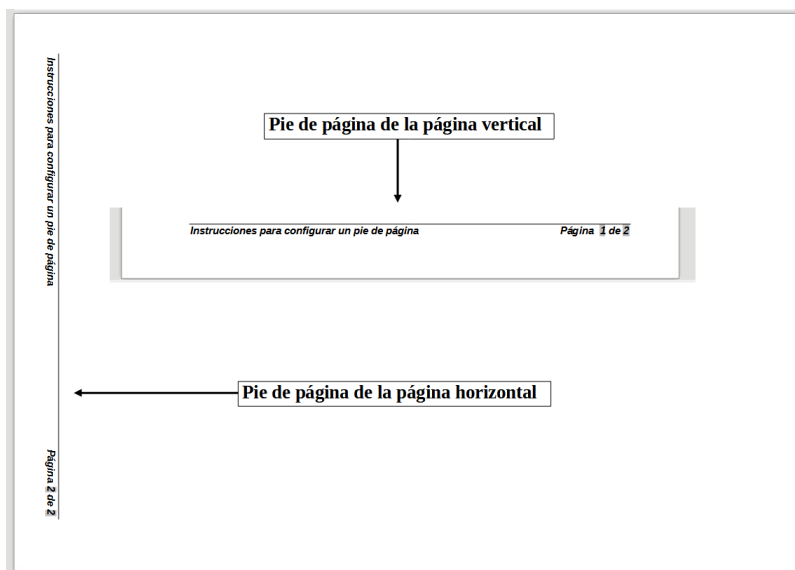 Instrucciones para configurar un pie de página
Página 2 de 2
Pie de página de la página vertical
Instrucciones para configurar un pie de página Página 1 de 2
Pie de página de la página horizontal